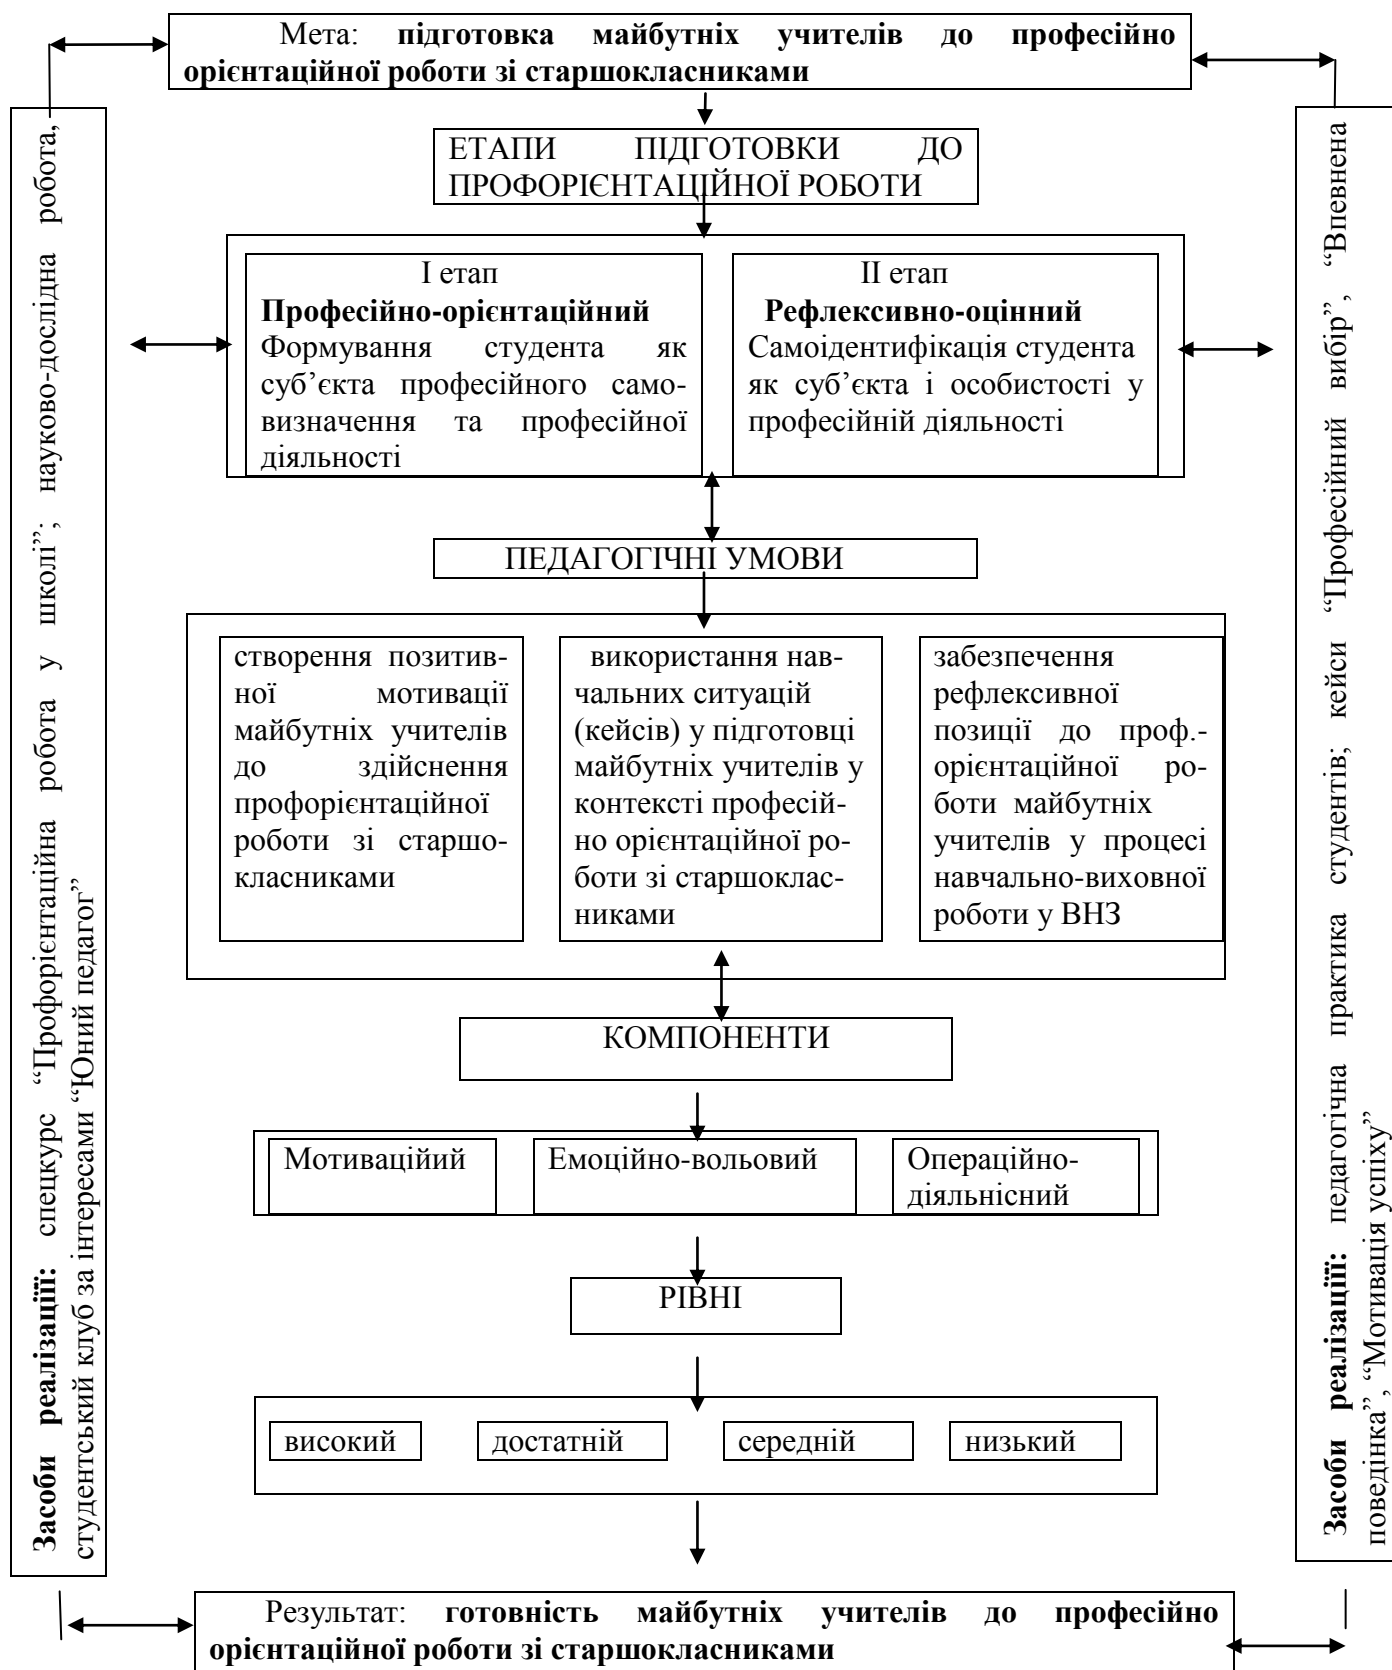 Мета: підготовка майбутніх учителів до професійно
орієнтаційної роботи зі старшокласниками
ЕТАПИ ПІДГОТОВКИ ДО
ПРОФОРІЄНТАЦІЙНОЇ РОБОТИ
І етап
Професійно-орієнтаційний
Формування студента як
суб’єкта професійного само-
визначення та професійної
діяльності
ІІ етап
Рефлексивно-оцінний
Самоідентифікація студента
як суб’єкта і особистості у
професійній діяльності
ПЕДАГОГІЧНІ УМОВИ
створення позитив-
ної мотивації
майбутніх учителів
до здійснення
профорієнтаційної
роботи зі старшо-
класниками
використання нав-
чальних ситуацій
(кейсів) у підготовці
майбутніх учителів у
контексті професій-
но орієнтаційної ро-
боти зі старшоклас-
никами
забезпечення
рефлексивної
позиції до проф.-
орієнтаційної ро-
боти майбутніх
учителів у процесі
навчально-виховної
роботи у ВНЗ
КОМПОНЕНТИ
Мотиваційий
Емоційно-вольовий
Операційно-
діяльнісний
РІВНІ
високий
достатній
середній
низький
Результат: готовність майбутніх учителів до професійно
орієнтаційної роботи зі старшокласниками
Засоби реалізації: спецкурс “Профорієнтаційна робота у школі”; науково-дослідна робота,
студентський клуб за інтересами “Юний педагог”
Засоби реалізації: педагогічна практика студентів; кейси “Професійний вибір”, “Впевнена
поведінка”, “Мотивація успіху”